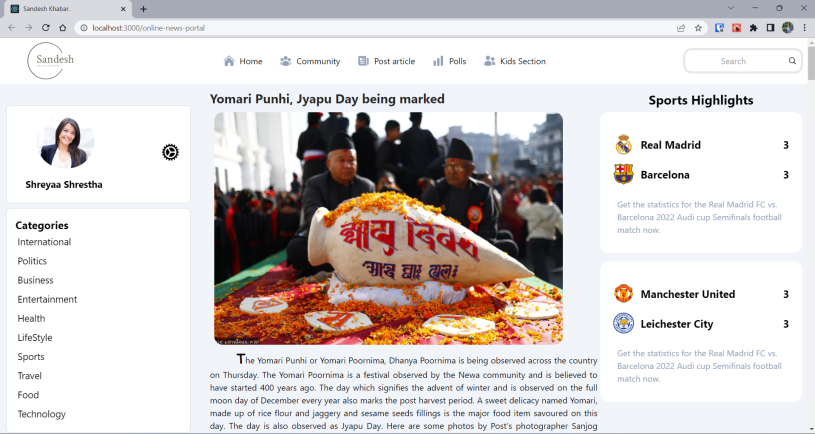 Sandesh Khabar.
localhost:3000/online-news-portal
Sandesh
Home
Community
Post article
Polls
Kids Section
Search
Shreyaa Shrestha
Categories
International
Politics
Business
Entertainment
Health
LifeStyle
Sports
Travel
Food
Technology
Yomari Punhi, Jyapu Day being marked
ज्यापु दिवस
The Yomari Punhi or Yomari Poornima, Dhanya Poornima is being observed across the country
on Thursday. The Yomari Poornima is a festival observed by the Newa community and is believed to
have started 400 years ago. The day which signifies the advent of winter and is observed on the full
moon day of December every year also marks the post harvest period. A sweet delicacy named Yomari,
made up of rice flour and jaggery and sesame seeds fillings is the major food item savoured on this
day. The day is also observed as Jyapu Day. Here are some photos by Post's photographer Sanjog
Sports Highlights
Real Madrid 3
Barcelona 3
Get the statistics for the Real Madrid FC vs.
Barcelona 2022 Audi cup Semifinals football
match now.
Manchester United 3
Leichester City 3
Get the statistics for the Real Madrid FC vs.
Barcelona 2022 Audi cup Semifinals football
match now.